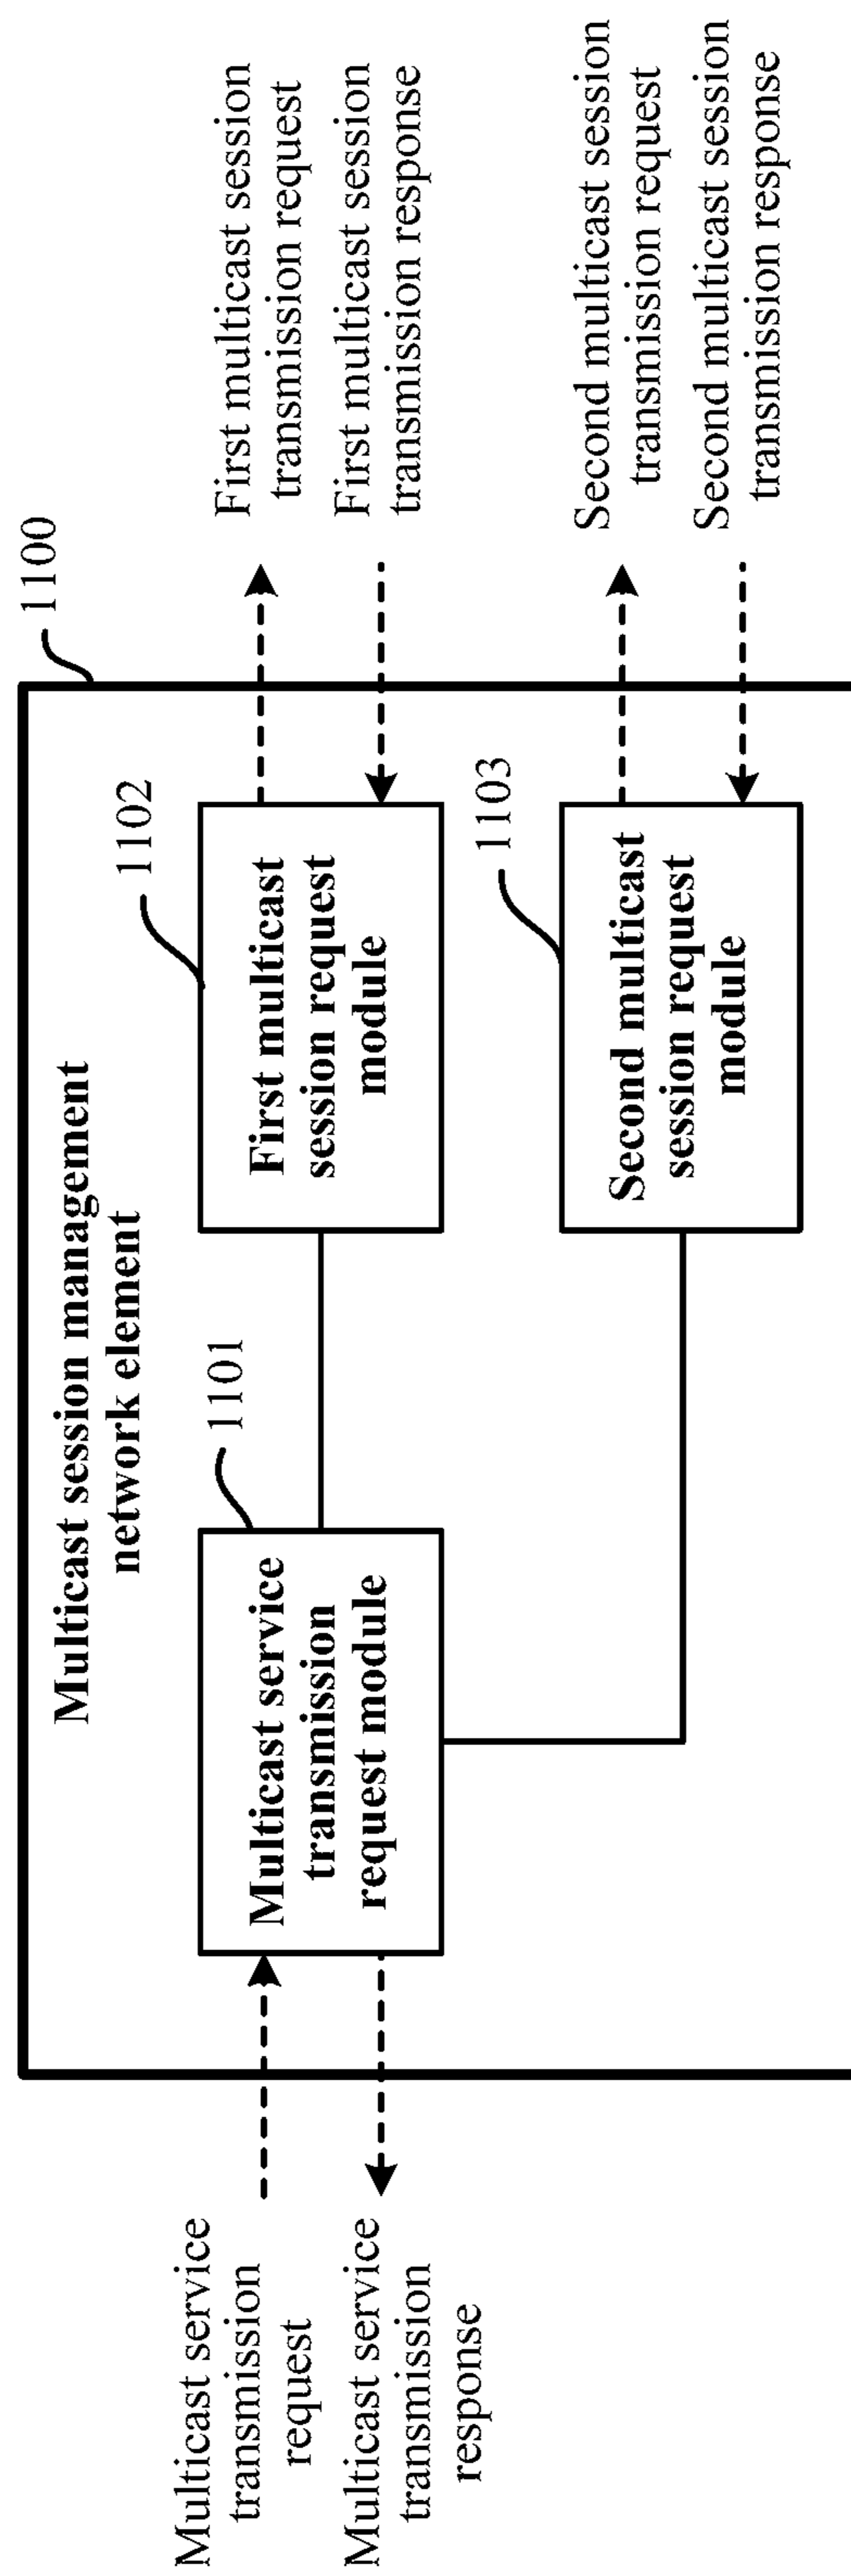 1100
Multicast session management
network element
1101
1102
1103
Multicast service
transmission
request
Multicast service
transmission
response
Multicast service
transmission
request module
First multicast
session request
module
Second multicast
session request
module
First multicast session
transmission request
First multicast session
transmission response
Second multicast session
transmission request
Second multicast session
transmission response